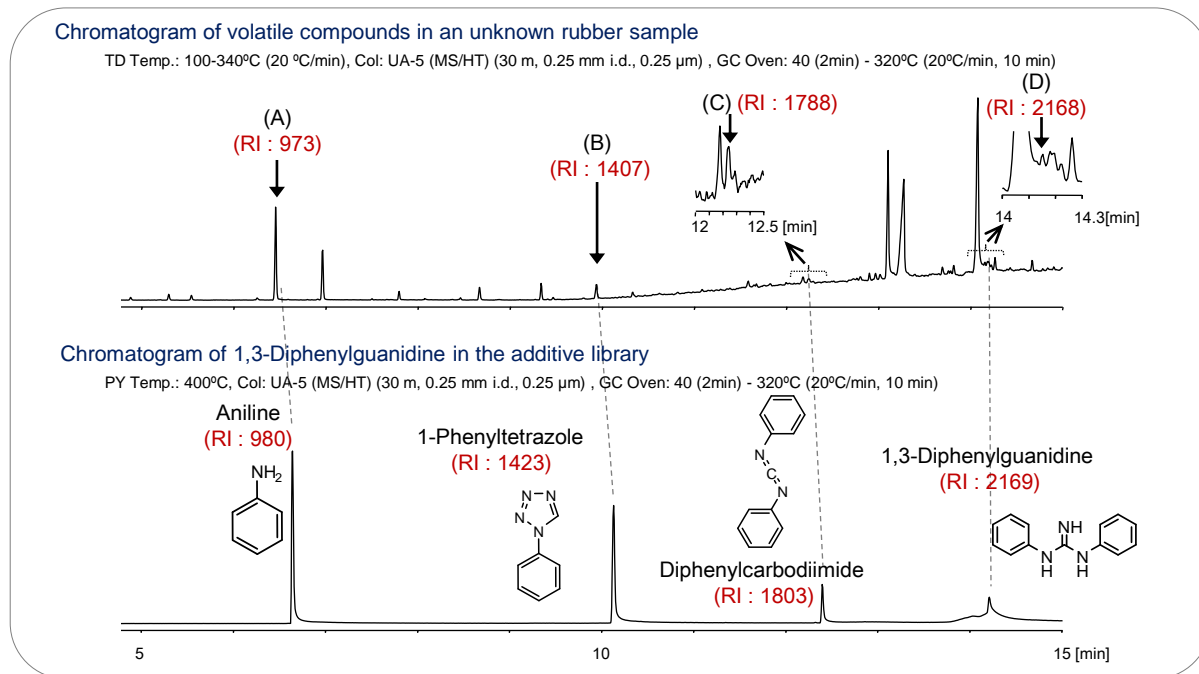 Chromatogram of volatile compounds in an unknown rubber sample
TD Temp.: 100-340ºC (20 ºC/min), Col: UA-5 (MS/HT) (30 m, 0.25 mm i.d., 0.25 µm) , GC Oven: 40 (2min) - 320ºC (20ºC/min, 10 min)
(A)
(RI : 973)
(B)
(RI : 1407)
(C) (RI : 1788)
(D)
(RI : 2168)
12 12.5 [min]
14 14.3[min]
Chromatogram of 1,3-Diphenylguanidine in the additive library
PY Temp.: 400ºC, Col: UA-5 (MS/HT) (30 m, 0.25 mm i.d., 0.25 µm) , GC Oven: 40 (2min) - 320ºC (20ºC/min, 10 min)
Aniline
(RI : 980)
NH2
1-Phenyltetrazole
(RI : 1423)
N N
N
N
N
C
N
Diphenylcarbodiimide
(RI : 1803)
1,3-Diphenylguanidine
(RI : 2169)
NH
N N
H H
5 10 15 [min]